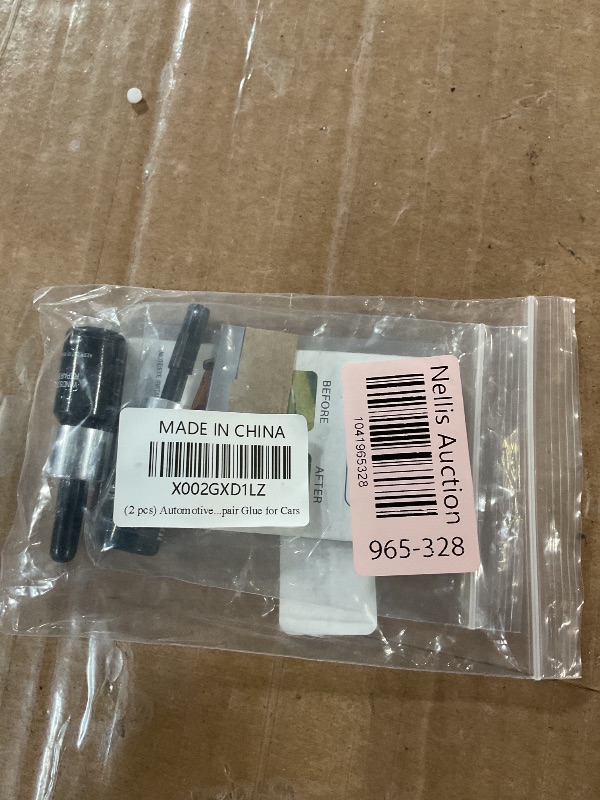 MADE IN CHINA
X002GXD1LZ
(2 pcs) Automotive...pair Glue for Cars
BEFORE
AFTER
Nellis Auction
1041965328
965-328